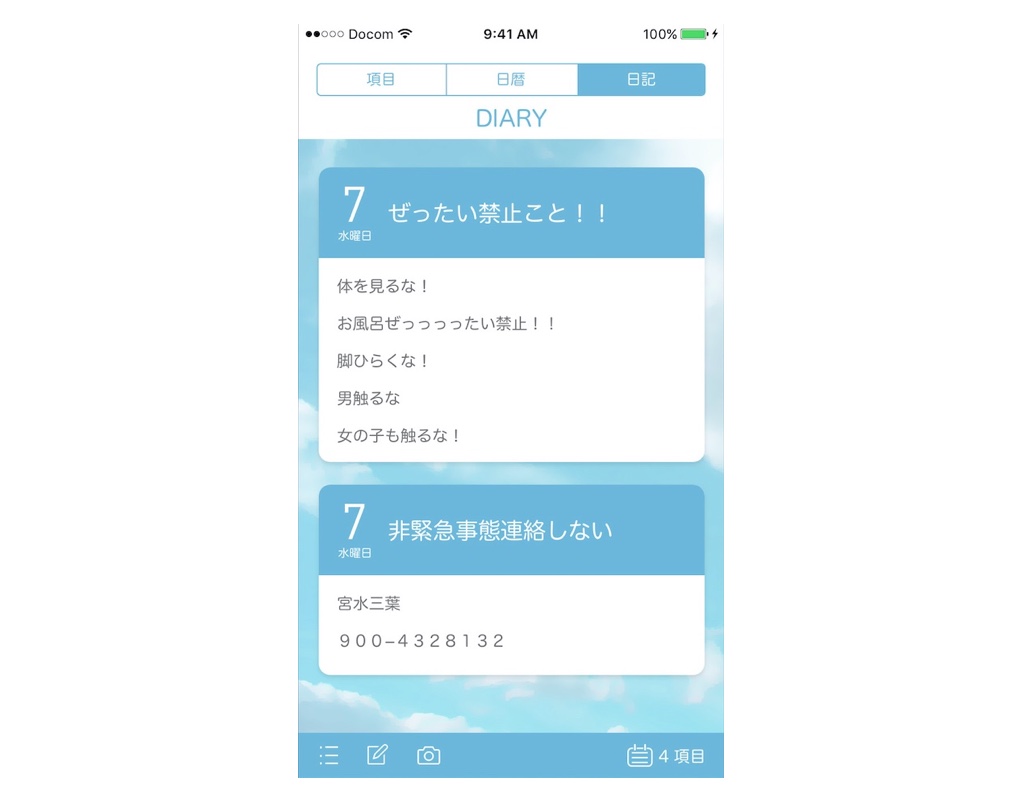 ●●○○○ Docom 9:41 AM 100%
項目 日暦 日記
DIARY
7
水曜日
ぜったい禁止こと！！
体を見るな！
お風呂ぜっっっったい禁止！！
脚ひらくな！
男触るな
女の子も触るな！
7
水曜日
非緊急事態連絡しない
宮水三葉
９００−４３２８１３２
4 項目